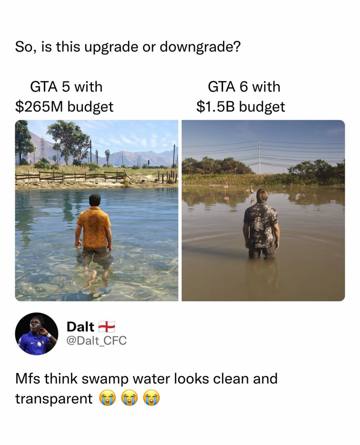 So, is this upgrade or downgrade?
GTA 5 with
$265M budget
GTA 6 with
$1.5B budget
Dalt 🏴󠁧󠁢󠁥󠁮󠁧󠁿
@Dalt_CFC
Mfs think swamp water looks clean and
transparent 😭 😭 😭